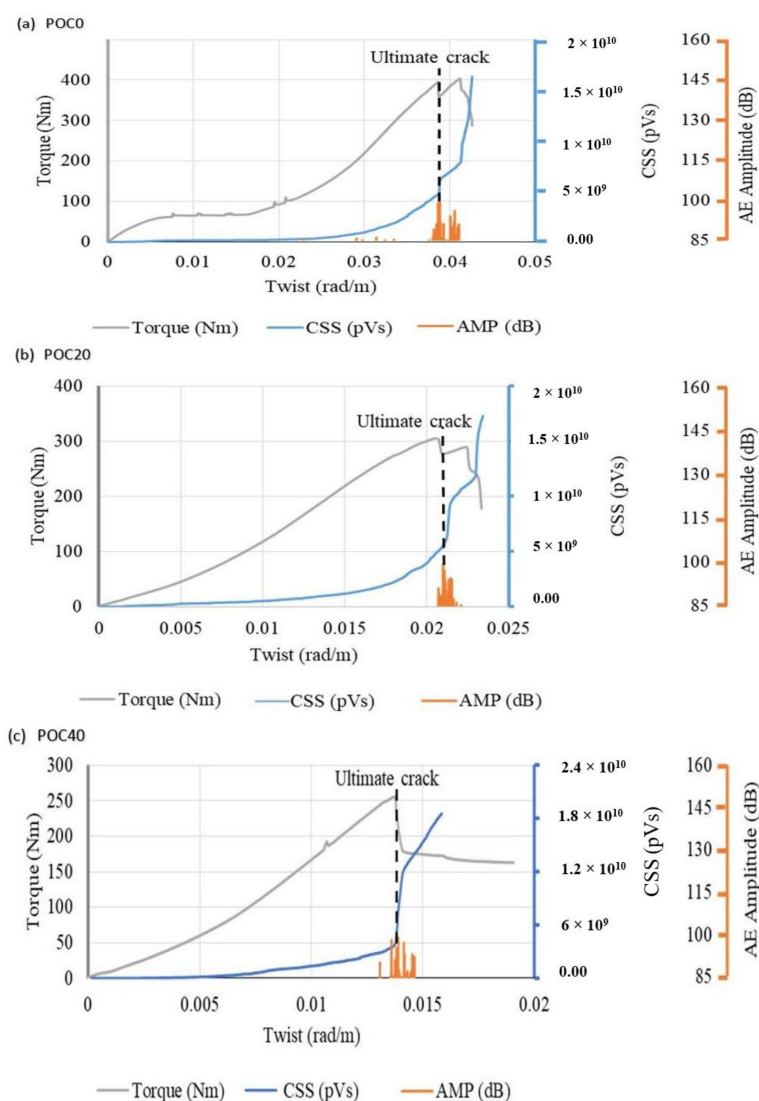 (a) POC0
Ultimate crack
Torque (Nm)
400
300
200
100
0
0
0.01
0.02
0.03
0.04
0.05
Twist (rad/m)
2 × 10¹⁰
1.5 × 10¹⁰
1 × 10¹⁰
5 × 10⁹
0.00
CSS (pVs)
160
145
130
115
100
85
AE Amplitude (dB)
Torque (Nm) CSS (pVs) AMP (dB)
(b) POC20
Ultimate crack
Torque (Nm)
400
300
200
100
0
0
0.005
0.01
0.015
0.02
0.025
Twist (rad/m)
2 × 10¹⁰
1.5 × 10¹⁰
1 × 10¹⁰
5 × 10⁹
0.00
CSS (pVs)
160
145
130
115
100
85
AE Amplitude (dB)
Torque (Nm) CSS (pVs) AMP (dB)
(c) POC40
Ultimate crack
Torque (Nm)
300
250
200
150
100
50
0
0
0.005
0.01
0.015
0.02
Twist (rad/m)
2.4 × 10¹⁰
1.8 × 10¹⁰
1.2 × 10¹⁰
6 × 10⁹
0.00
CSS (pVs)
160
145
130
115
100
85
AE Amplitude (dB)
Torque (Nm) CSS (pVs) AMP (dB)